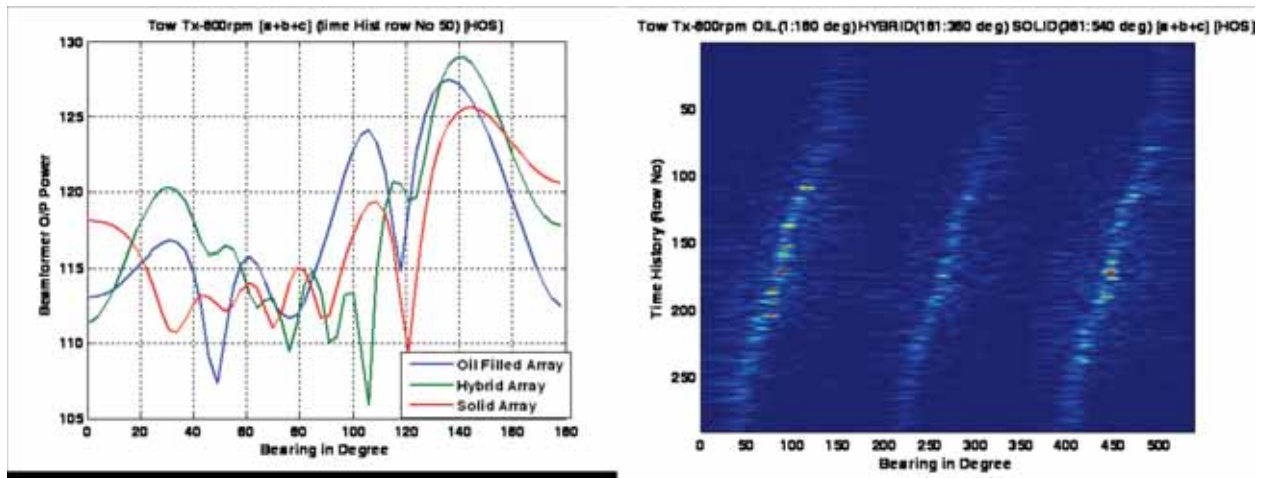 Tow Tx-800rpm [a+b+c] (time Hist row No 50) [HOS]
130
125
120
115
110
105
Beamformer O/P Power
Oil Filled Array
Hybrid Array
Solid Array
0 20 40 60 80 100 120 140 160 180
Bearing in Degree
Tow Tx-800rpm OIL(1:180 deg) HYBRID(181:360 deg) SOLID(361:540 deg) [a+b+c] [HOS]
50
100
150
200
250
Time History (Row No)
0 50 100 150 200 250 300 350 400 450 500
Bearing in Degree